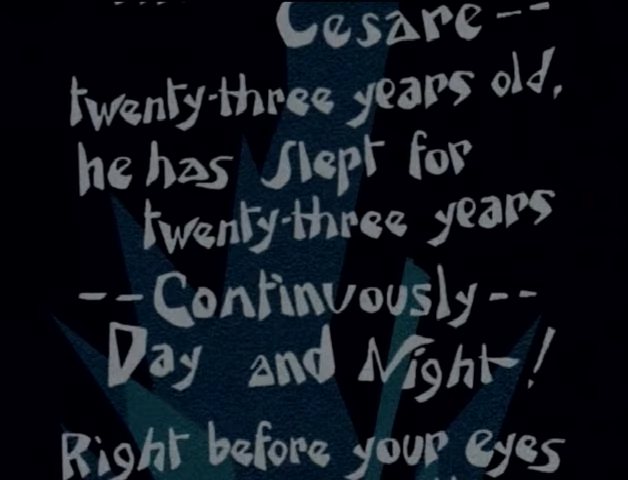 Cesare--
twenty-three years old,
he has slept for
twenty-three years
--Continuously--
Day and Night!
Right before your eyes